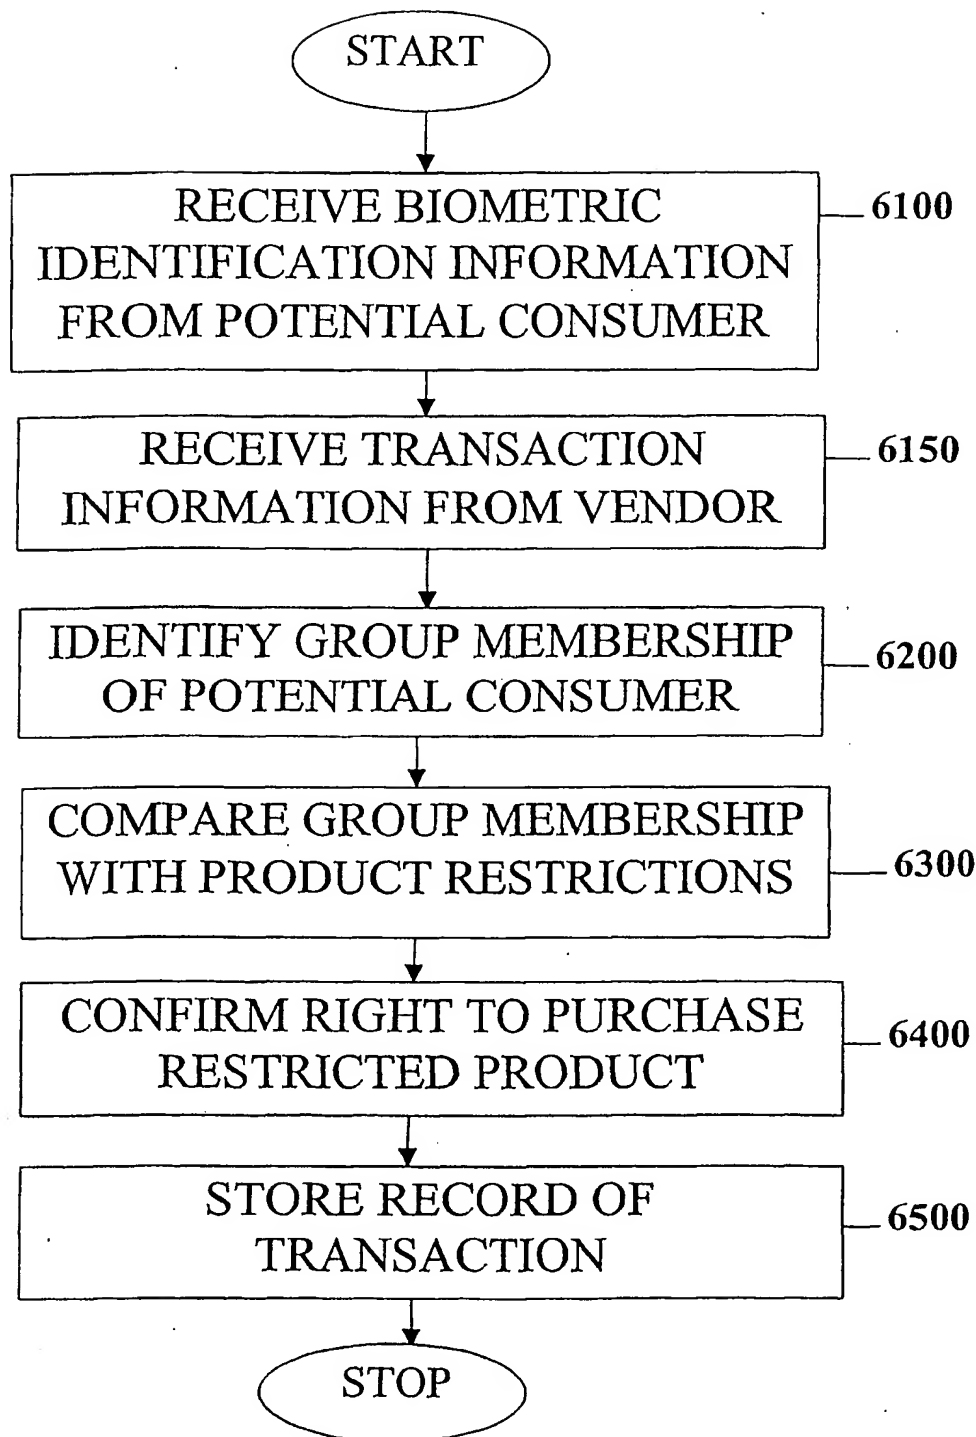 START
RECEIVE BIOMETRIC
IDENTIFICATION INFORMATION
FROM POTENTIAL CONSUMER
6100
RECEIVE TRANSACTION
INFORMATION FROM VENDOR
6150
IDENTIFY GROUP MEMBERSHIP
OF POTENTIAL CONSUMER
6200
COMPARE GROUP MEMBERSHIP
WITH PRODUCT RESTRICTIONS
6300
CONFIRM RIGHT TO PURCHASE
RESTRICTED PRODUCT
6400
STORE RECORD OF
TRANSACTION
6500
STOP